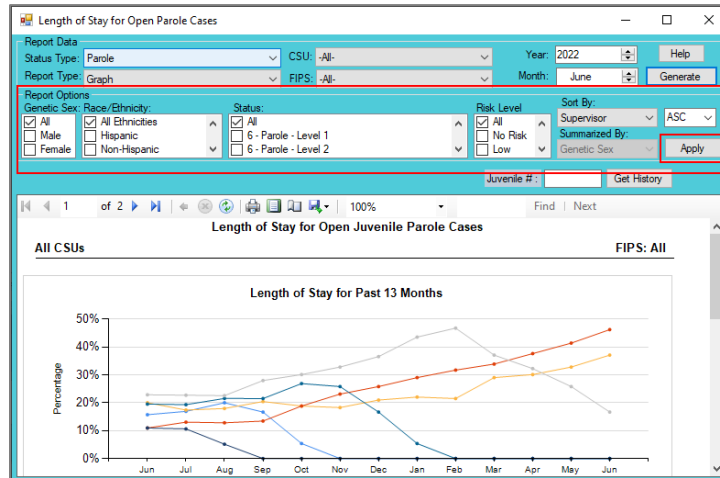 Length of Stay for Open Parole Cases
Report Data
Status Type: Parole CSU: -All- Year: 2022 Help
Report Type: Graph FIPS: -All- Month: June Generate
Report Options
Genetic Sex: Race/Ethnicity: Status: Risk Level Sort By:
All All Ethnicities All All Supervisor ASC
Male Hispanic 6 - Parole - Level 1 No Risk Summarized By:
Female Non-Hispanic 6 - Parole - Level 2 Low Genetic Sex Apply
Juvenile # : Get History
1 of 2 100% Find | Next
Length of Stay for Open Juvenile Parole Cases
All CSUs FIPS: All
Length of Stay for Past 13 Months
50%
40%
30%
20%
10%
0%
Percentage
Jun Jul Aug Sep Oct Nov Dec Jan Feb Mar Apr May Jun